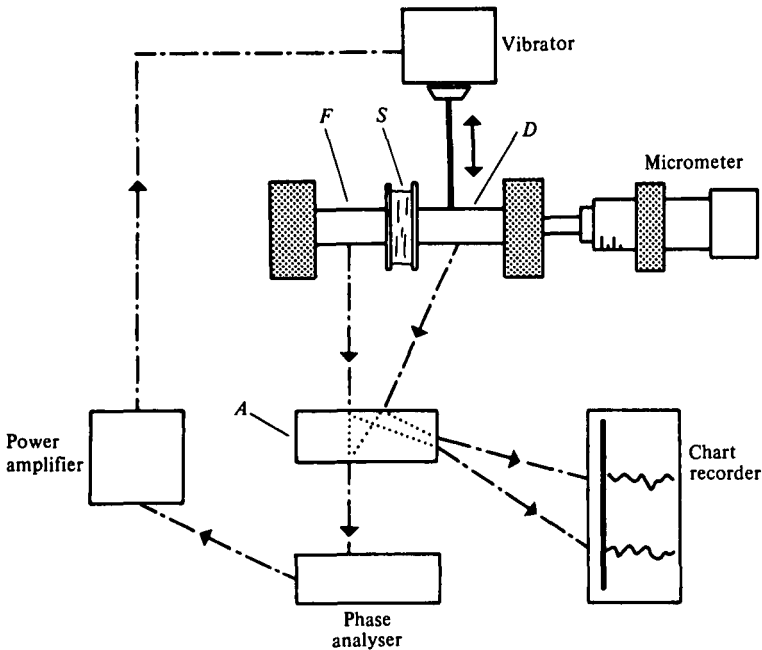 Vibrator
F
S
D
Micrometer
A
Power
amplifier
Chart
recorder
Phase
analyser